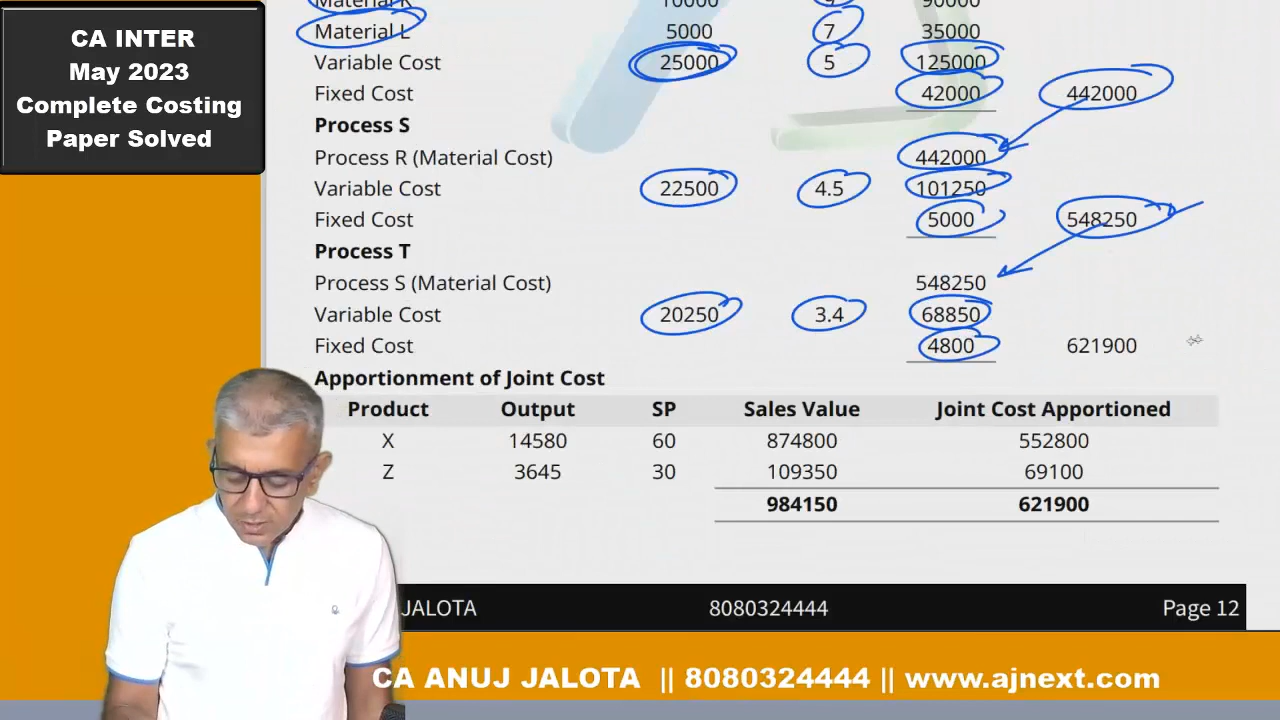 CA INTER
May 2023
Complete Costing
Paper Solved
Material K 10000 9 90000
Material L 5000 7 35000
Variable Cost 25000 5 125000
Fixed Cost 42000 442000
Process S
Process R (Material Cost) 442000
Variable Cost 22500 4.5 101250
Fixed Cost 5000 548250
Process T
Process S (Material Cost) 548250
Variable Cost 20250 3.4 68850
Fixed Cost 4800 621900
Apportionment of Joint Cost
Product Output SP Sales Value Joint Cost Apportioned
X 14580 60 874800 552800
Z 3645 30 109350 69100
984150 621900
JALOTA 8080324444 Page 12
CA ANUJ JALOTA || 8080324444 || www.ajnext.com